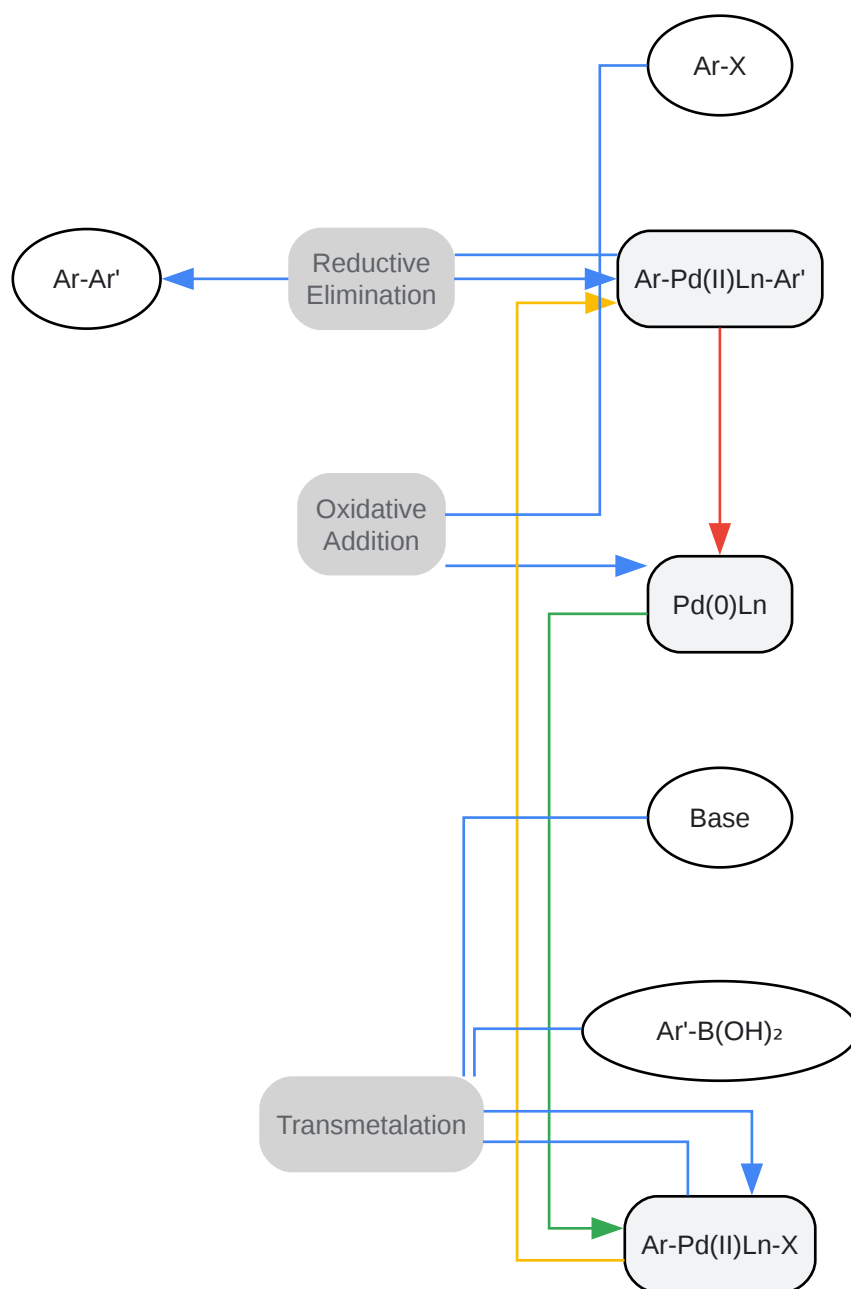 Ar-X
Reductive
Elimination
Ar-Ar'
Ar-Pd(II)Ln-Ar'
Oxidative
Addition
Pd(0)Ln
Base
Ar'-B(OH)₂
Transmetalation
Ar-Pd(II)Ln-X